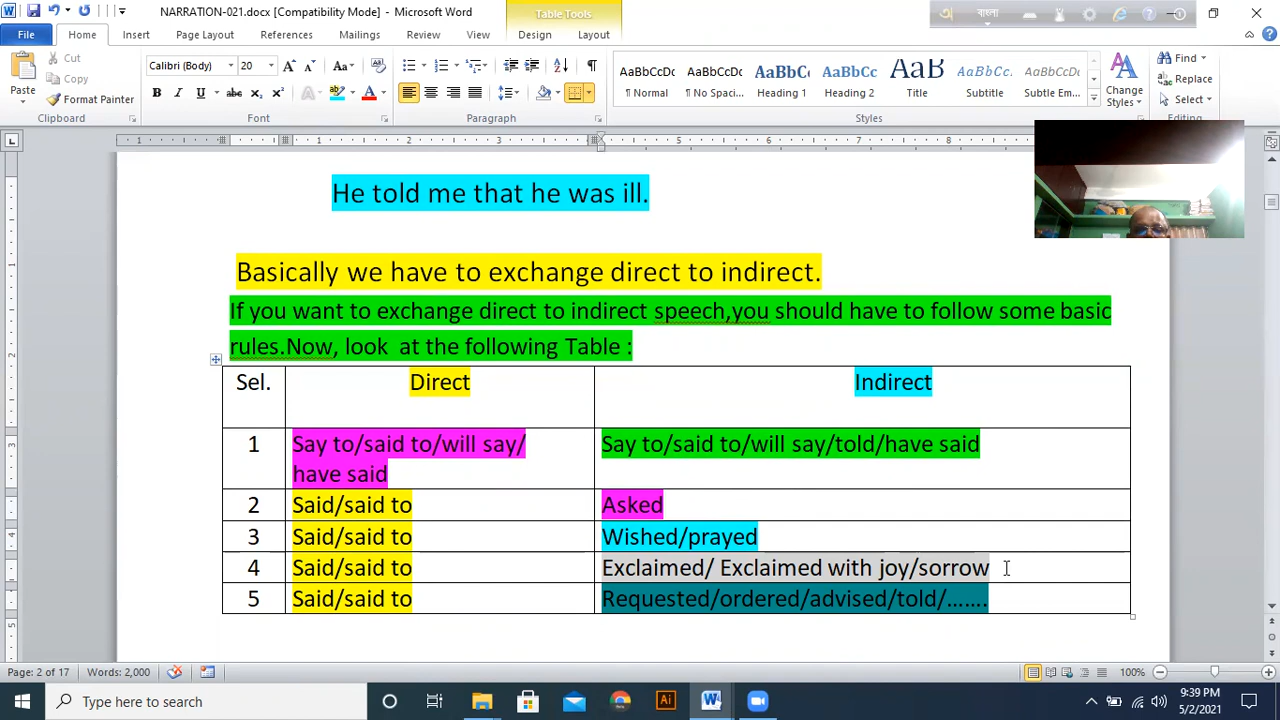 NARRATION-021.docx [Compatibility Mode] - Microsoft Word
Table Tools
বাংলা
File Home Insert Page Layout References Mailings Review View Design Layout
Paste
Cut
Copy
Format Painter
Clipboard
Calibri (Body) 20
Font
Paragraph
AaBbCcDc AaBbCcDc AaBbCc AaBbCc AaB AaBbCc. AaBbCcDc
¶ Normal ¶ No Spaci... Heading 1 Heading 2 Title Subtitle Subtle Em...
Change Styles
Styles
Find
Replace
Select
Editing
He told me that he was ill.
Basically we have to exchange direct to indirect.
If you want to exchange direct to indirect speech,you should have to follow some basic
rules.Now, look at the following Table :
Sel. Direct Indirect
1 Say to/said to/will say/ Say to/said to/will say/told/have said
have said
2 Said/said to Asked
3 Said/said to Wished/prayed
4 Said/said to Exclaimed/ Exclaimed with joy/sorrow
5 Said/said to Requested/ordered/advised/told/.......
Page: 2 of 17 Words: 2,000 100%
Type here to search
9:39 PM
5/2/2021